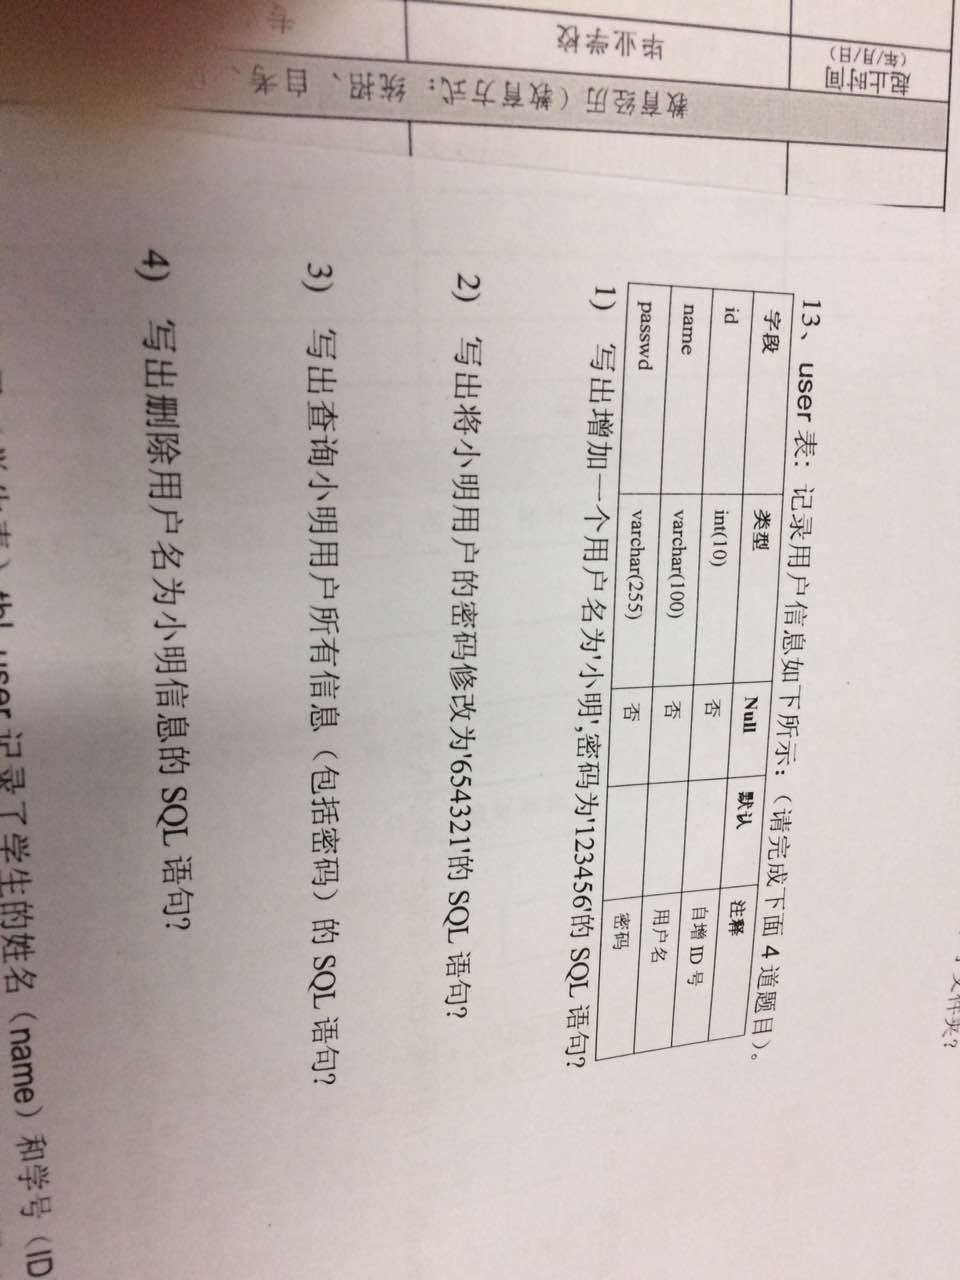 起止时间
（年/月/日）
毕业学校
专
教育经历（教育方式：统招、自考、
文件夹？
13、user 表：记录用户信息如下所示：（请完成下面 4 道题目）。
字段 类型 Null 默认 注释
id int(10) 否 自增 ID 号
name varchar(100) 否 用户名
passwd varchar(255) 否 密码
1) 写出增加一个用户名为'小明',密码为'123456'的 SQL 语句?
2) 写出将小明用户的密码修改为'654321'的 SQL 语句?
3) 写出查询小明用户所有信息（包括密码）的 SQL 语句?
4) 写出删除用户名为小明信息的 SQL 语句?
tbl_user 记录了学生的姓名（name）和学号（ID